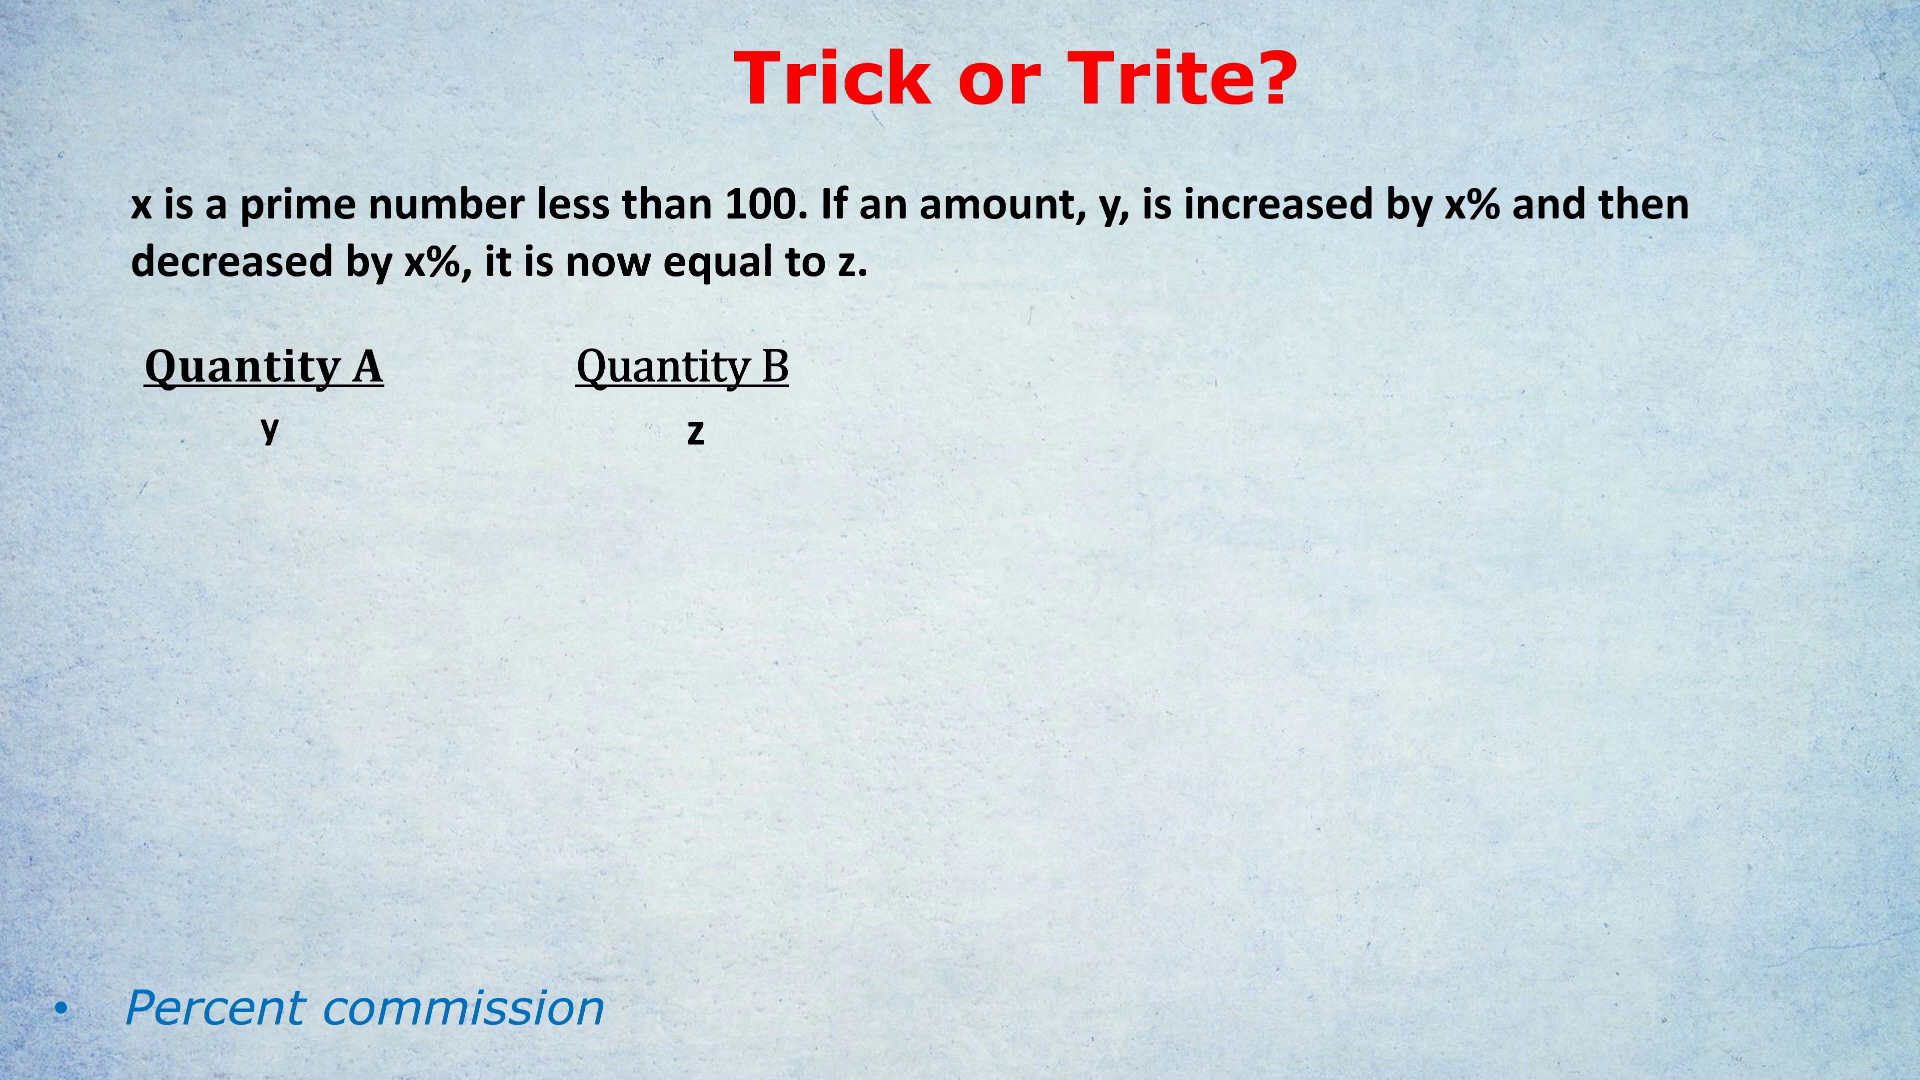 Trick or Trite?
x is a prime number less than 100. If an amount, y, is increased by x% and then
decreased by x%, it is now equal to z.
Quantity A Quantity B
y z
• Percent commission